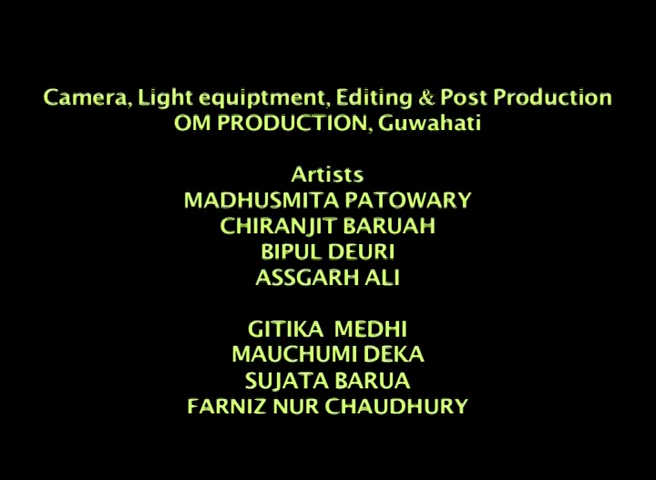 Camera, Light equiptment, Editing & Post Production
OM PRODUCTION, Guwahati
Artists
MADHUSMITA PATOWARY
CHIRANJIT BARUAH
BIPUL DEURI
ASSGARH ALI
GITIKA MEDHI
MAUCHUMI DEKA
SUJATA BARUA
FARNIZ NUR CHAUDHURY